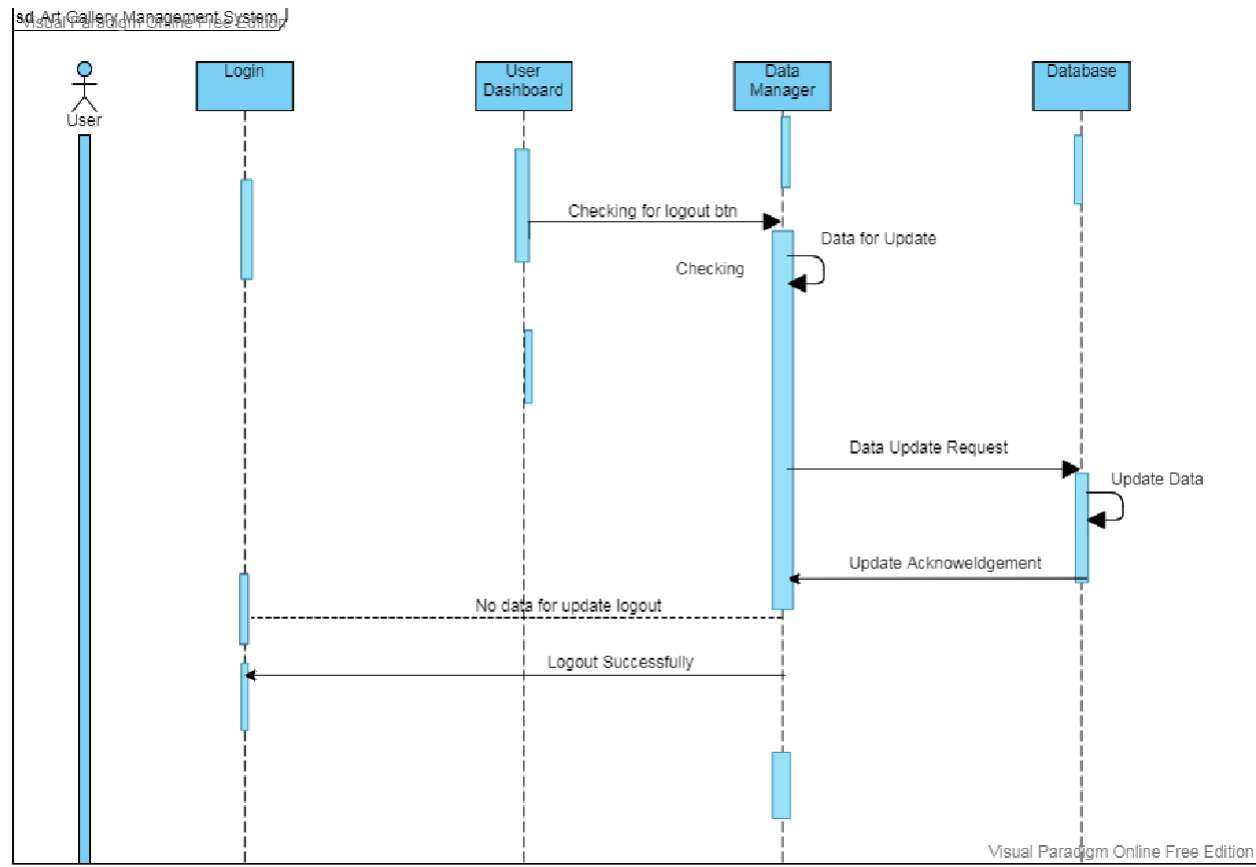 sd Art Gallery Management System
Visual Paradigm Online Free Edition
User
Login
User
Dashboard
Data
Manager
Database
Checking for logout btn
Data for Update
Checking
Data Update Request
Update Data
Update Acknoweldgement
No data for update logout
Logout Successfully
Visual Paradigm Online Free Edition